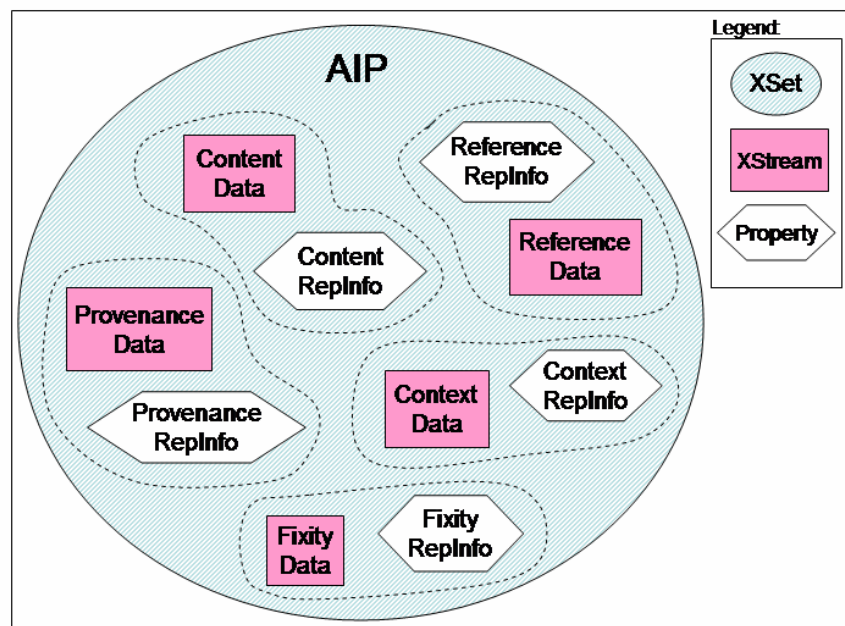 AIP
Content
Data
Reference
RepInfo
Content
RepInfo
Reference
Data
Provenance
Data
Provenance
RepInfo
Context
Data
Context
RepInfo
Fixity
Data
Fixity
RepInfo
Legend:
XSet
XStream
Property